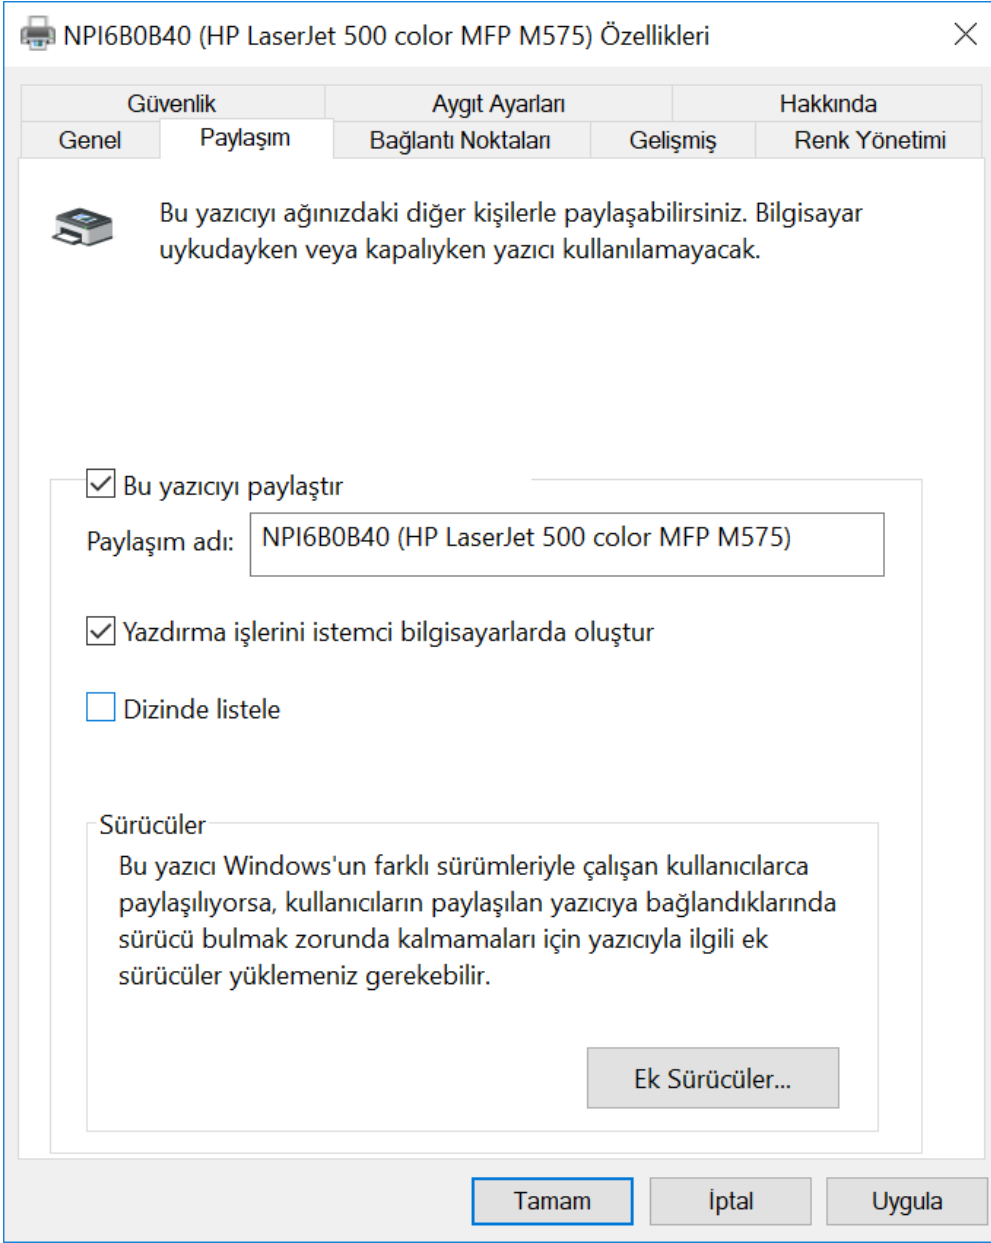 NPI6B0B40 (HP LaserJet 500 color MFP M575) Özellikleri
Güvenlik
Aygıt Ayarları
Hakkında
Genel
Paylaşım
Bağlantı Noktaları
Gelişmiş
Renk Yönetimi
Bu yazıcıyı ağınızdaki diğer kişilerle paylaşabilirsiniz. Bilgisayar
uykudayken veya kapalıyken yazıcı kullanılamayacak.
Bu yazıcıyı paylaştır
Paylaşım adı:
NPI6B0B40 (HP LaserJet 500 color MFP M575)
Yazdırma işlerini istemci bilgisayarlarda oluştur
Dizinde listele
Sürücüler
Bu yazıcı Windows'un farklı sürümleriyle çalışan kullanıcılarca
paylaşılıyorsa, kullanıcıların paylaşılan yazıcıya bağlandıklarında
sürücü bulmak zorunda kalmamaları için yazıcıyla ilgili ek
sürücüler yüklemeniz gerekebilir.
Ek Sürücüler...
Tamam
İptal
Uygula